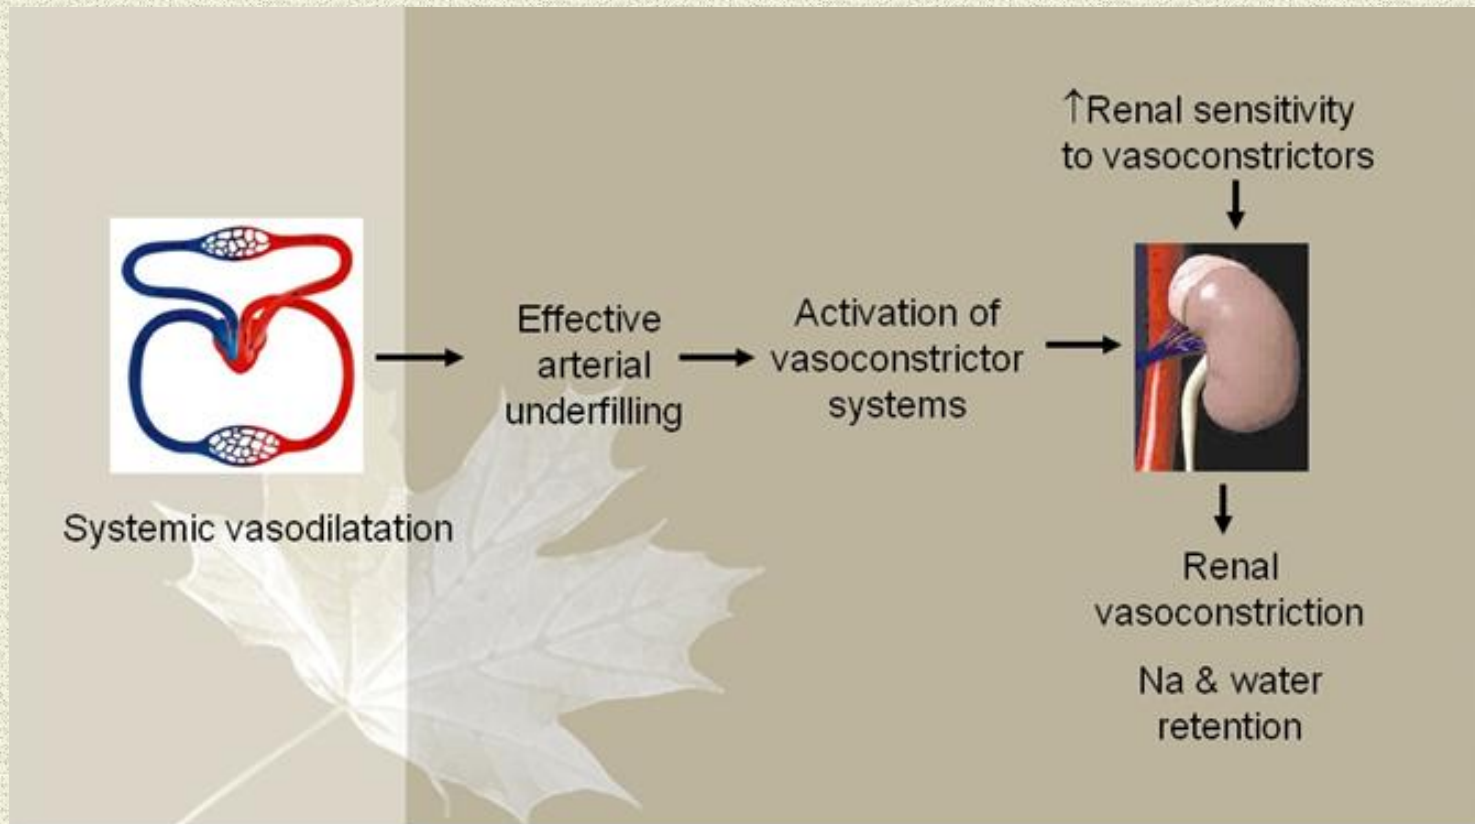 ↑Renal sensitivity
to vasoconstrictors
Effective
arterial
underfilling
Activation of
vasoconstrictor
systems
Systemic vasodilatation
Renal
vasoconstriction
Na & water
retention